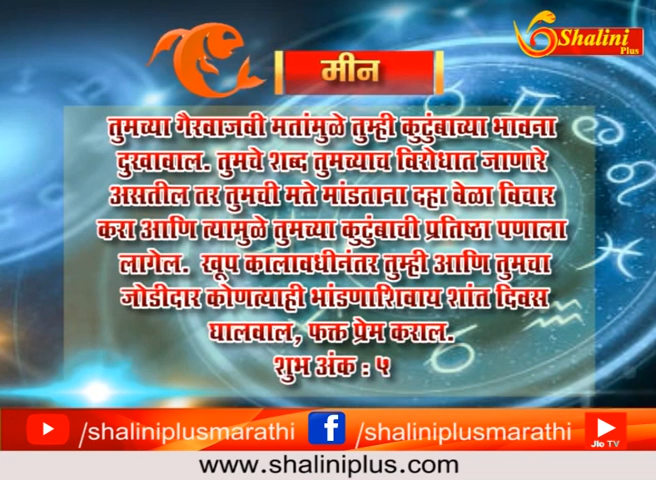 Shalini
Plus
मीन
तुमच्या गैरवाजवी मतांमुळे तुम्ही कुटुंबाच्या भावना
दुखावाल. तुमचे शब्द तुमच्याच विरोधात जाणारे
असतील तर तुमची मते मांडताना दहा वेळा विचार
करा आणि त्यामुळे तुमच्या कुटुंबाची प्रतिष्ठा पणाला
लागेल. खूप कालावधीनंतर तुम्ही आणि तुमचा
जोडीदार कोणत्याही भांडणाशिवाय शांत दिवस
घालवाल, फक्त प्रेम कराल.
शुभ अंक : ५
/shaliniplusmarathi f /shaliniplusmarathi
Jio TV
www.shaliniplus.com